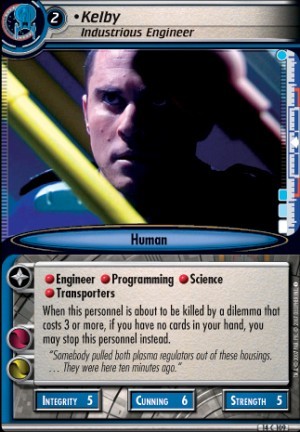 2
•Kelby
Industrious Engineer
Human
Engineer Programming Science
Transporters
When this personnel is about to be killed by a dilemma that
costs 3 or more, if you have no cards in your hand, you
may stop this personnel instead.
"Somebody pulled both plasma regulators out of these housings.
... They were here ten minutes ago."
Integrity 5 Cunning 6 Strength 5
14 C 109